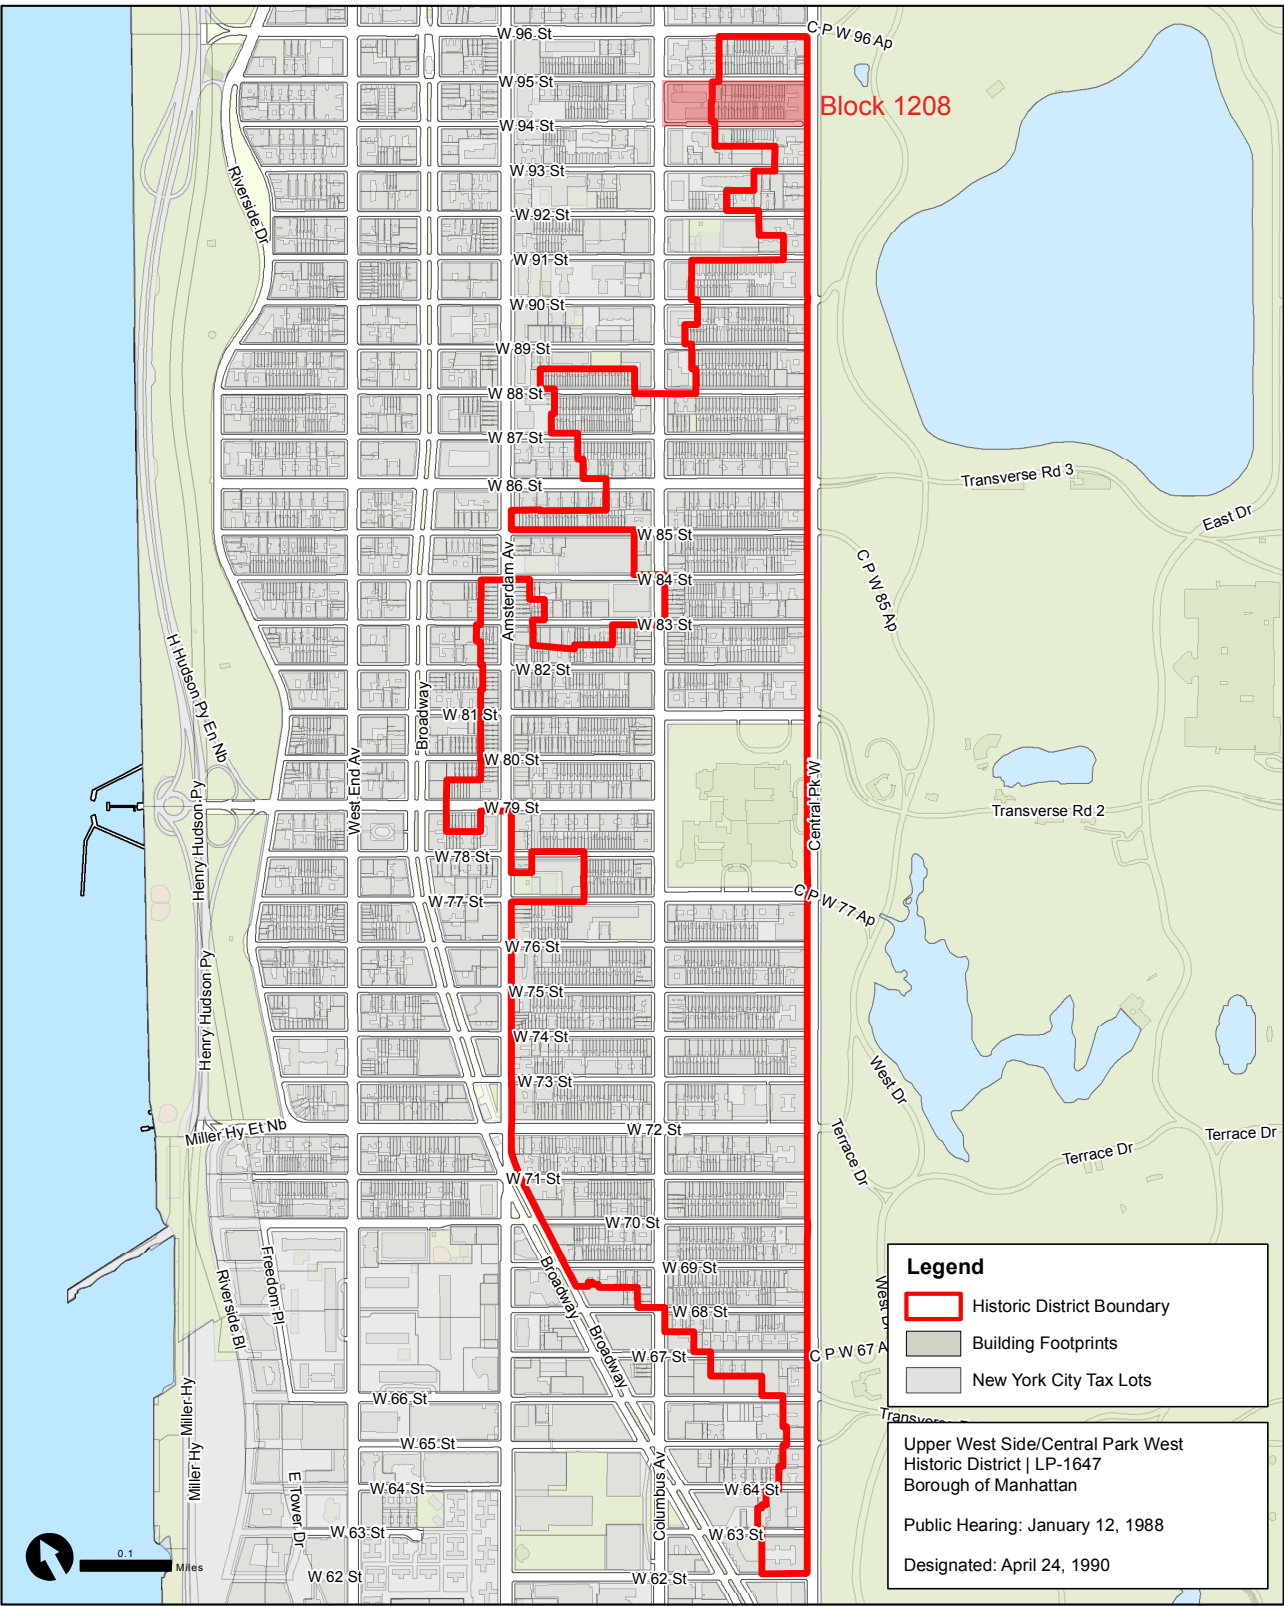 W 96 St
C P W 96 Ap
W 95 St
Block 1208
W 94 St
W 93 St
Riverside Dr
W 92 St
W 91 St
W 90 St
W 89 St
W 88 St
W 87 St
Transverse Rd 3
W 86 St
East Dr
W 85 St
Amsterdam Av
C P W 85 Ap
W 84 St
W 83 St
H Hudson Py En Nb
W 82 St
Broadway
W 81 St
W 80 St
West End Av
Central Pk W
Henry Hudson Py
W 79 St
Transverse Rd 2
W 78 St
C P W 77 Ap
W 77 St
W 76 St
Henry Hudson Py
W 75 St
W 74 St
W 73 St
West Dr
Miller Hy Et Nb
W 72 St
Terrace Dr
Terrace Dr
Terrace Dr
W 71 St
W 70 St
Freedom Pl
Broadway
W 69 St
Riverside Bl
W 68 St
West D
Broadway
W 67 St
C P W 67 A
Miller Hy
W 66 St
Transverse
W 65 St
Miller Hy
E Tower Dr
W 64 St
Columbus Av
W 64 St
W 63 St
W 63 St
W 62 St
W 62 St
0.1
Miles
Legend
Historic District Boundary
Building Footprints
New York City Tax Lots
Upper West Side/Central Park West
Historic District | LP-1647
Borough of Manhattan
Public Hearing: January 12, 1988
Designated: April 24, 1990